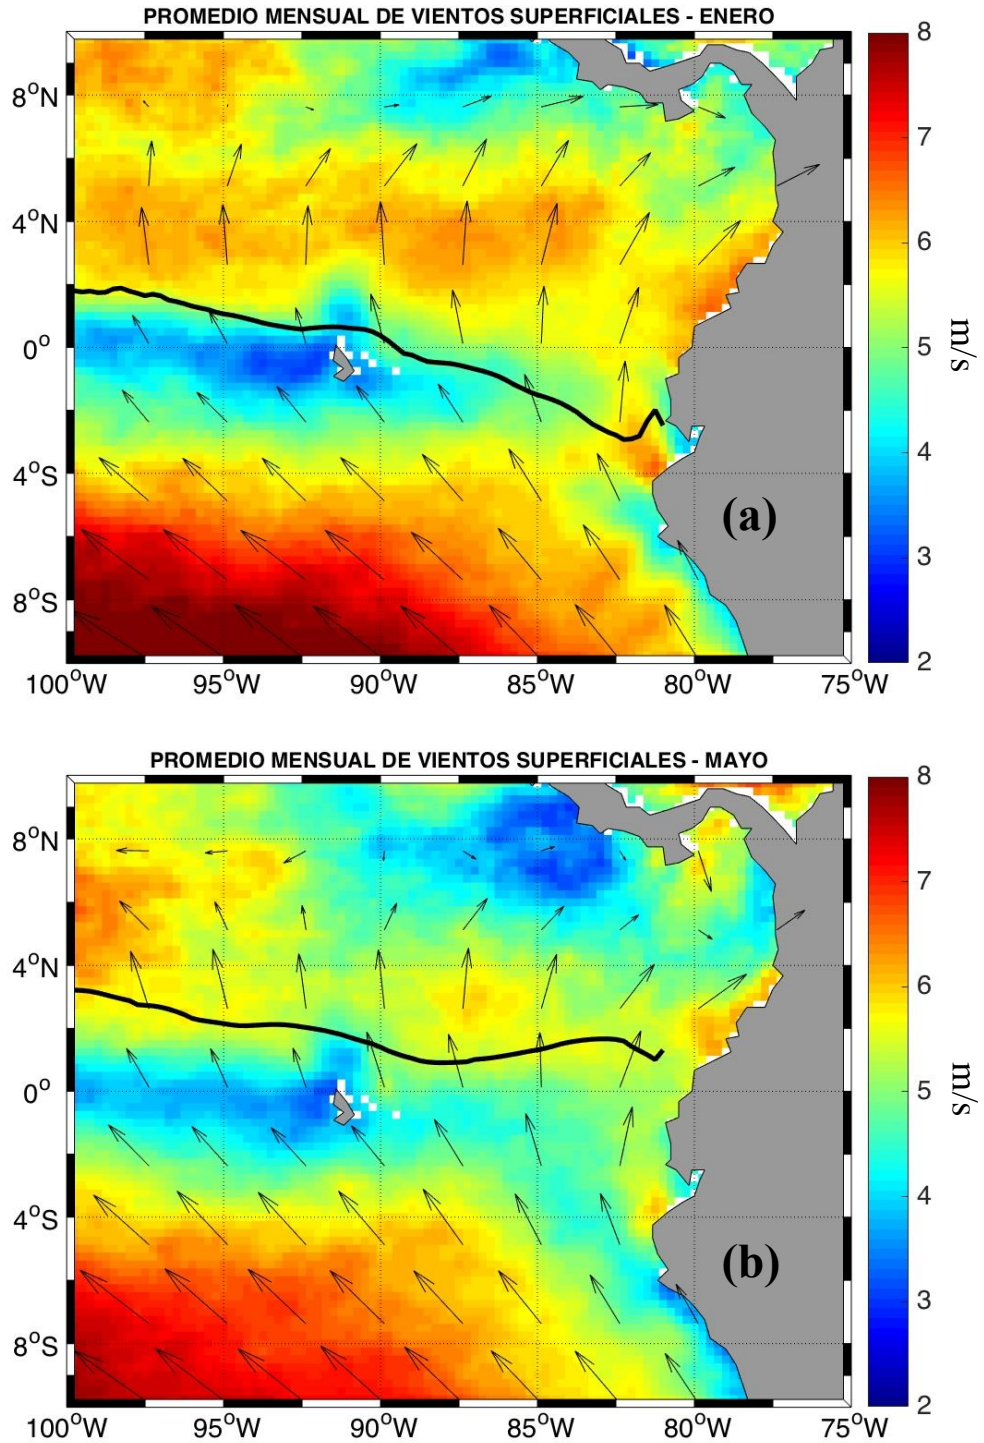 PROMEDIO MENSUAL DE VIENTOS SUPERFICIALES - ENERO
8
7
6
5
4
3
2
m/s
8°N
4°N
0°
4°S
8°S
(a)
100°W 95°W 90°W 85°W 80°W 75°W
PROMEDIO MENSUAL DE VIENTOS SUPERFICIALES - MAYO
8
7
6
5
4
3
2
m/s
8°N
4°N
0°
4°S
8°S
(b)
100°W 95°W 90°W 85°W 80°W 75°W